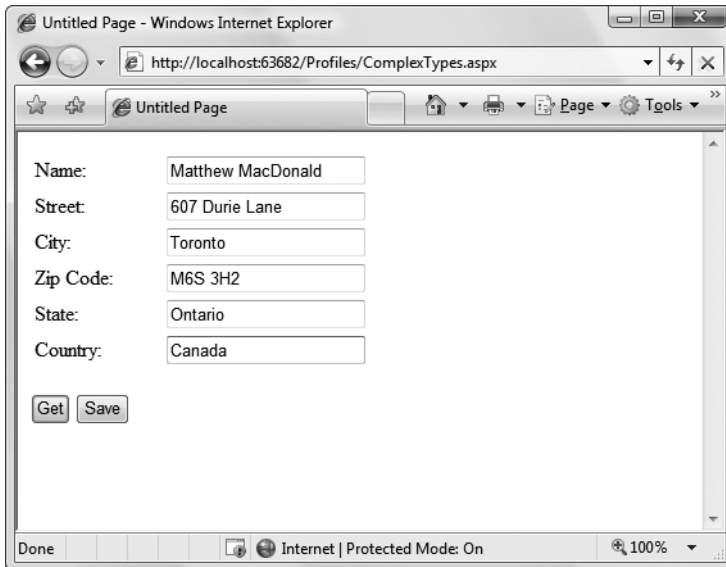 Untitled Page - Windows Internet Explorer
http://localhost:63682/Profiles/ComplexTypes.aspx
Untitled Page
Page
Tools
Name: Matthew MacDonald
Street: 607 Durie Lane
City: Toronto
Zip Code: M6S 3H2
State: Ontario
Country: Canada
Get Save
Done
Internet | Protected Mode: On
100%